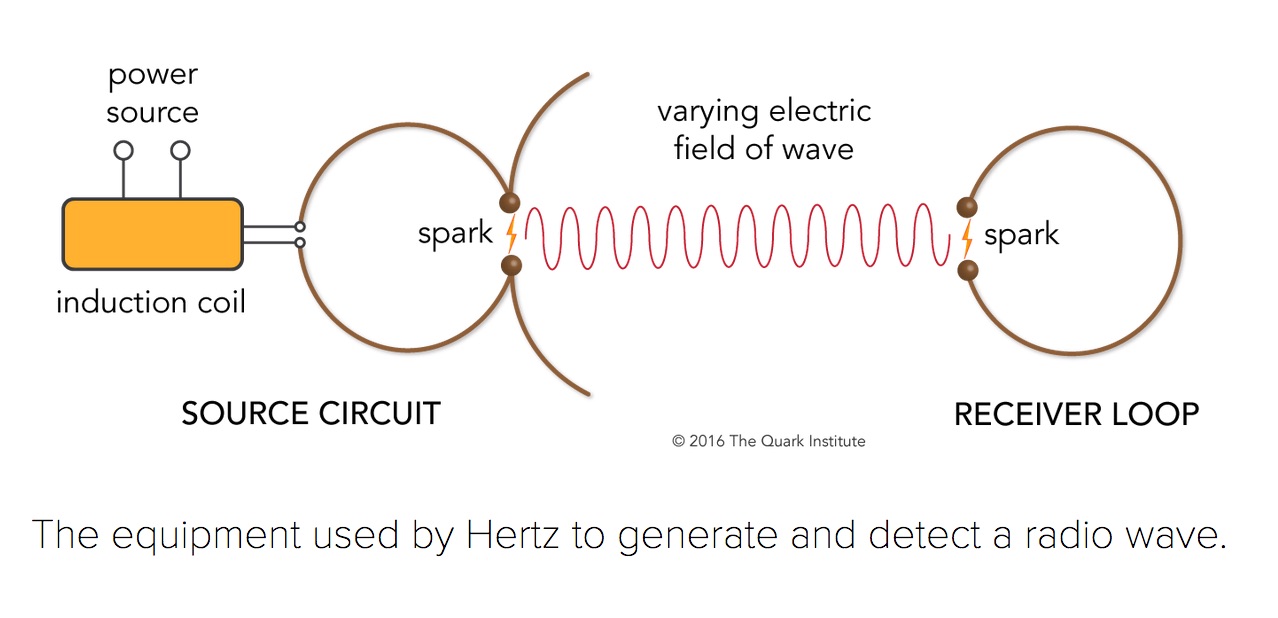 power
source
varying electric
field of wave
spark
spark
induction coil
SOURCE CIRCUIT
RECEIVER LOOP
© 2016 The Quark Institute
The equipment used by Hertz to generate and detect a radio wave.